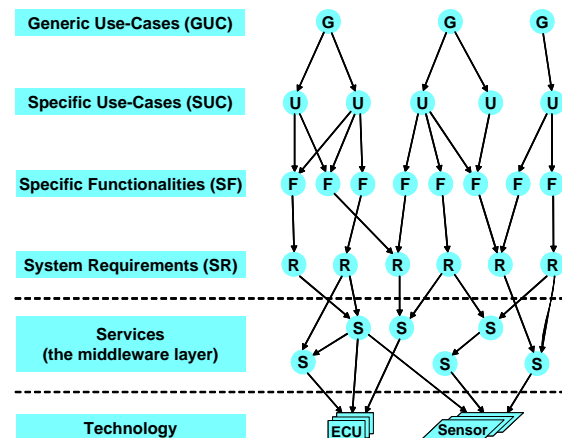 Generic Use-Cases (GUC) G G G
Specific Use-Cases (SUC) U U U U U
Specific Functionalities (SF) F F F F F F F F
System Requirements (SR) R R R R R R
Services S S S
(the middleware layer) S S S
Technology ECU Sensor